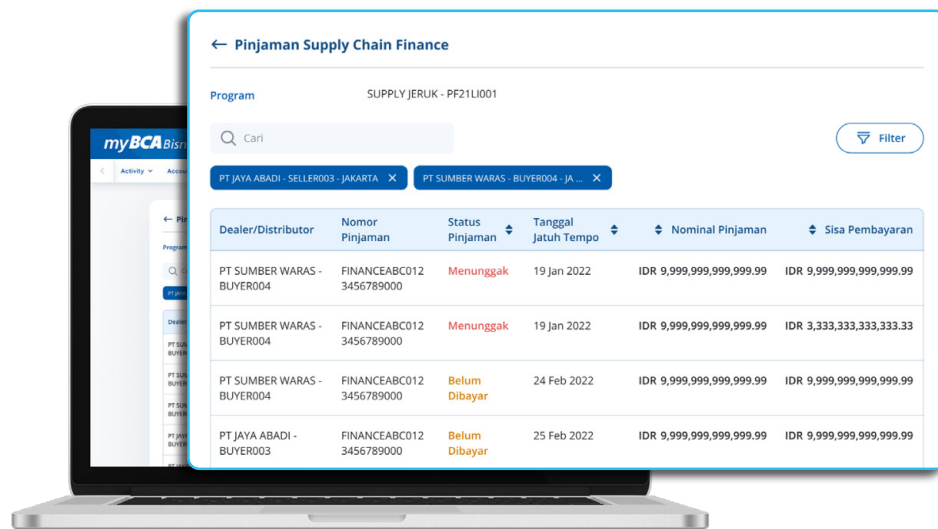 ← Pinjaman Supply Chain Finance
Program SUPPLY JERUK - PF21LI001
Cari
Filter
PT JAYA ABADI - SELLER003 - JAKARTA X PT SUMBER WARAS - BUYER004 - JA ... X
Dealer/Distributor Nomor Pinjaman Status Pinjaman Tanggal Jatuh Tempo Nominal Pinjaman Sisa Pembayaran
PT SUMBER WARAS - FINANCEABC012 Menunggak 19 Jan 2022 IDR 9,999,999,999,999.99 IDR 9,999,999,999,999.99
BUYER004 3456789000
PT SUMBER WARAS - FINANCEABC012 Menunggak 19 Jan 2022 IDR 9,999,999,999,999.99 IDR 3,333,333,333,333.33
BUYER004 3456789000
PT SUMBER WARAS - FINANCEABC012 Belum 24 Feb 2022 IDR 9,999,999,999,999.99 IDR 9,999,999,999,999.99
BUYER004 3456789000 Dibayar
PT JAYA ABADI - FINANCEABC012 Belum 25 Feb 2022 IDR 9,999,999,999,999.99 IDR 9,999,999,999,999.99
BUYER003 3456789000 Dibayar
myBCA
Activity